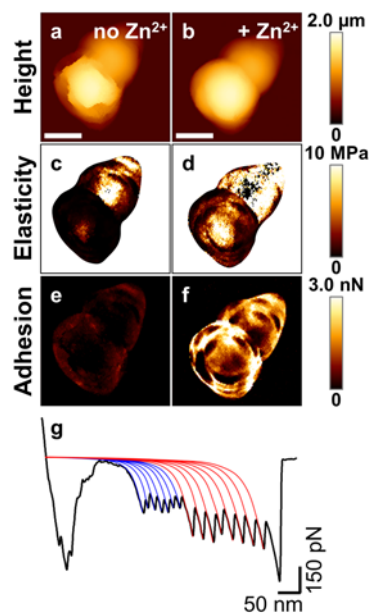 a no Zn²⁺
b + Zn²⁺
Height
2.0 μm
0
c
d
Elasticity
10 MPa
0
e
f
Adhesion
3.0 nN
0
g
150 pN
50 nm